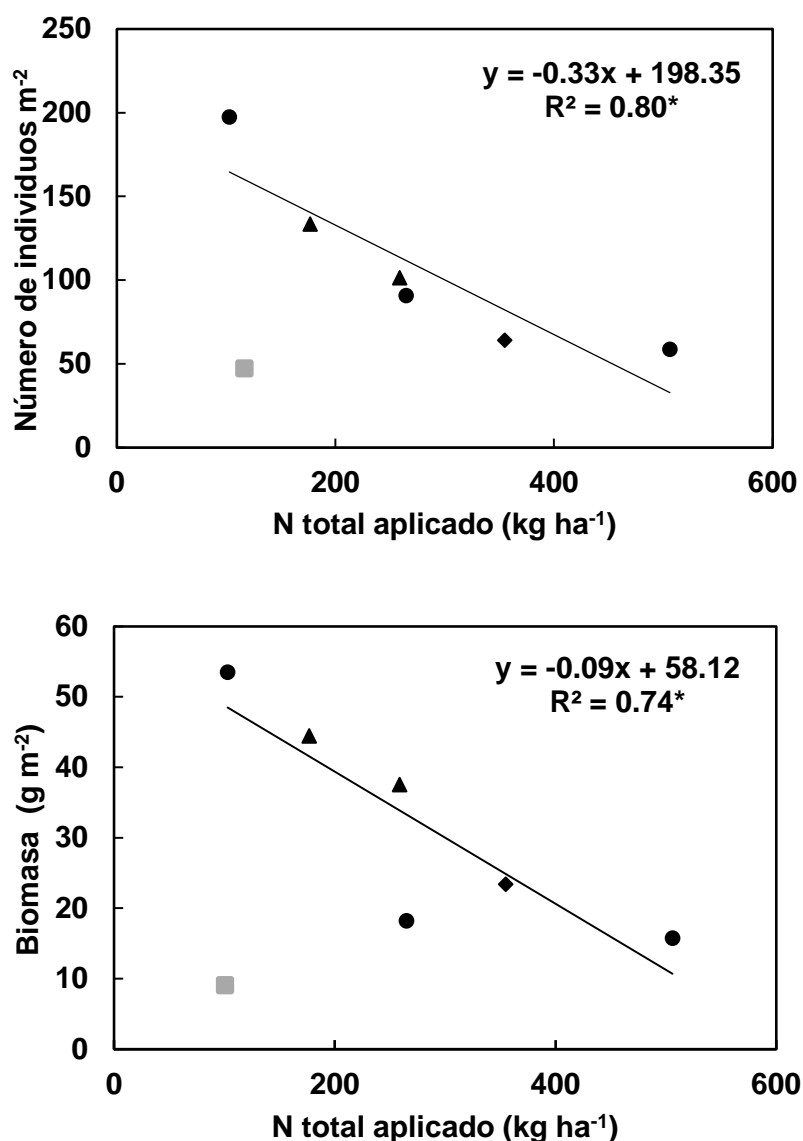 250
200
150
100
50
0
Número de individuos m⁻²
y = -0.33x + 198.35
R² = 0.80*
0 200 400 600
N total aplicado (kg ha⁻¹)
60
50
40
30
20
10
0
Biomasa (g m⁻²)
y = -0.09x + 58.12
R² = 0.74*
0 200 400 600
N total aplicado (kg ha⁻¹)